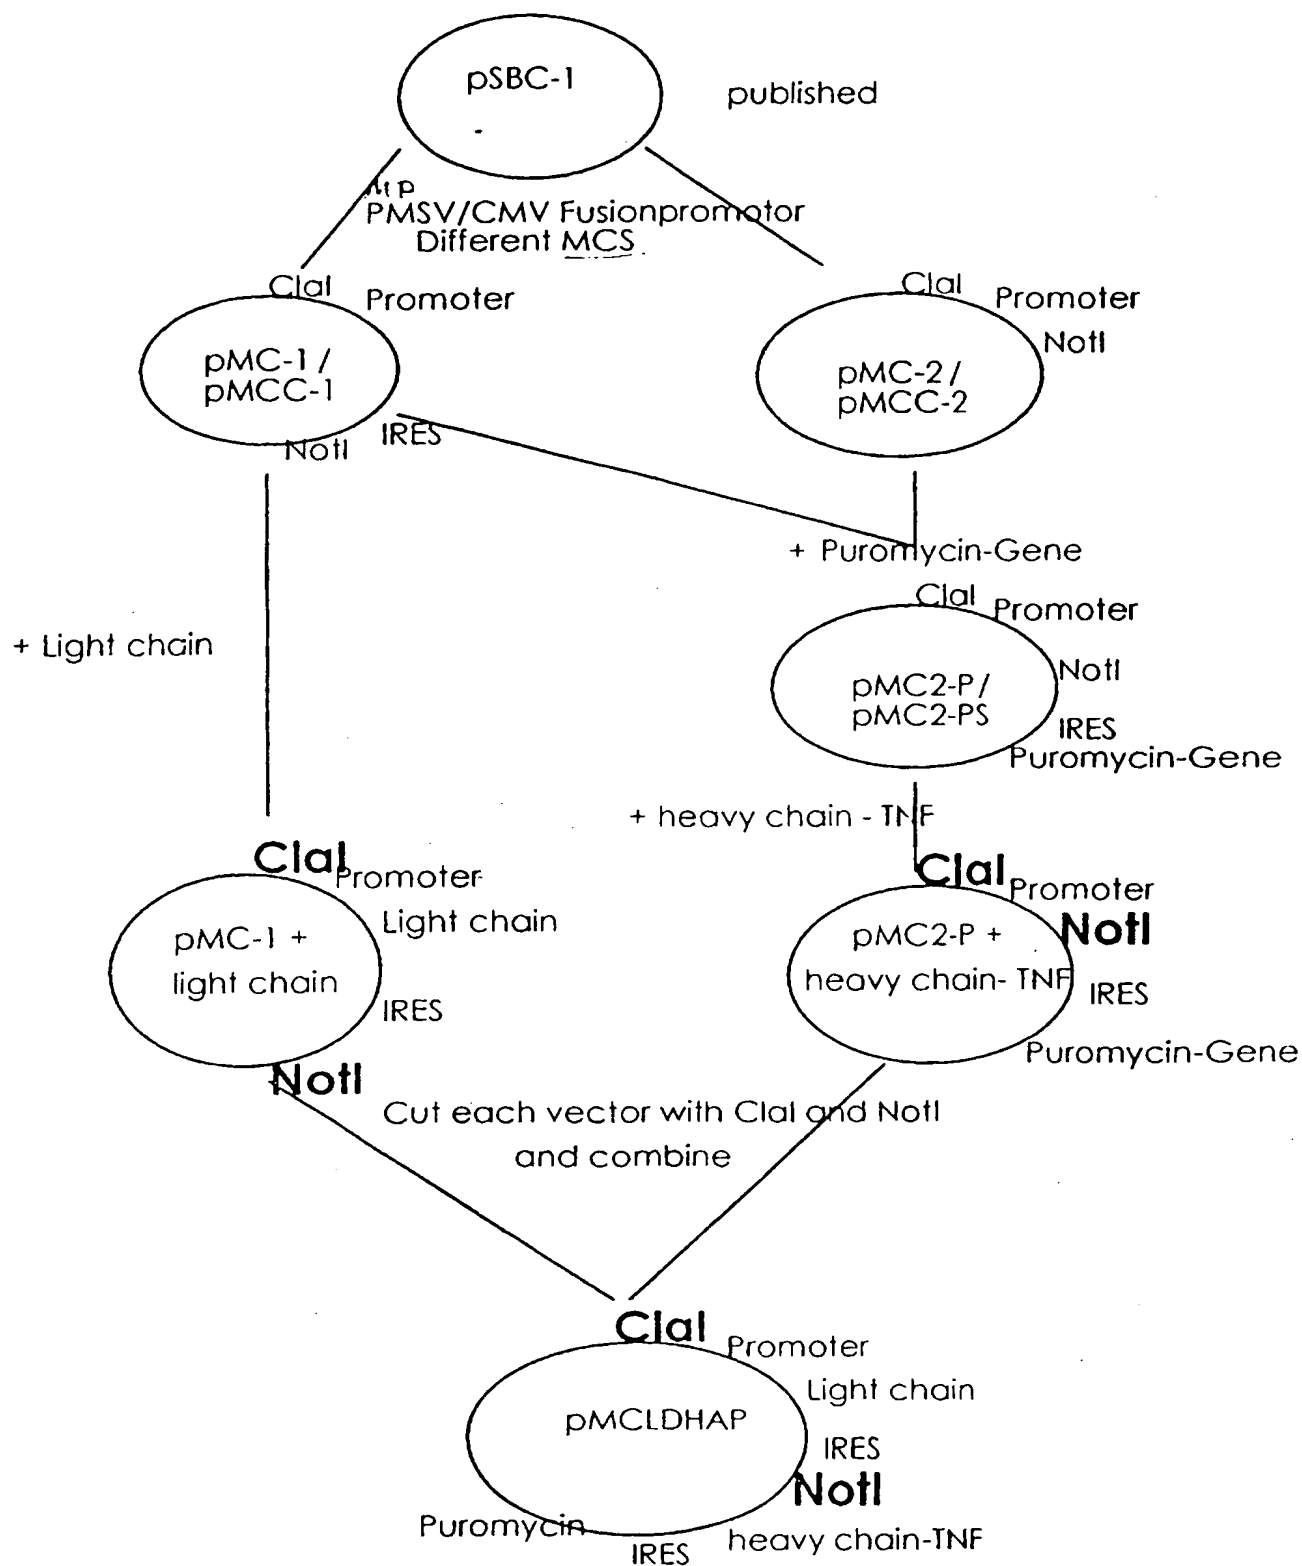 pSBC-1
published
PMSV/CMV Fusionpromotor
Different MCS
ClaI
Promoter
pMC-1 /
pMCC-1
NotI
IRES
ClaI
Promoter
NotI
pMC-2 /
pMCC-2
+ Puromycin-Gene
+ Light chain
ClaI
Promoter
NotI
pMC2-P/
pMC2-PS
IRES
Puromycin-Gene
+ heavy chain - TNF
ClaI
Promoter
Light chain
pMC-1 +
light chain
IRES
NotI
ClaI
Promoter
NotI
pMC2-P +
heavy chain- TNF
IRES
Puromycin-Gene
Cut each vector with ClaI and NotI
and combine
ClaI
Promoter
Light chain
pMCLDHAP
IRES
NotI
Puromycin
heavy chain-TNF
IRES